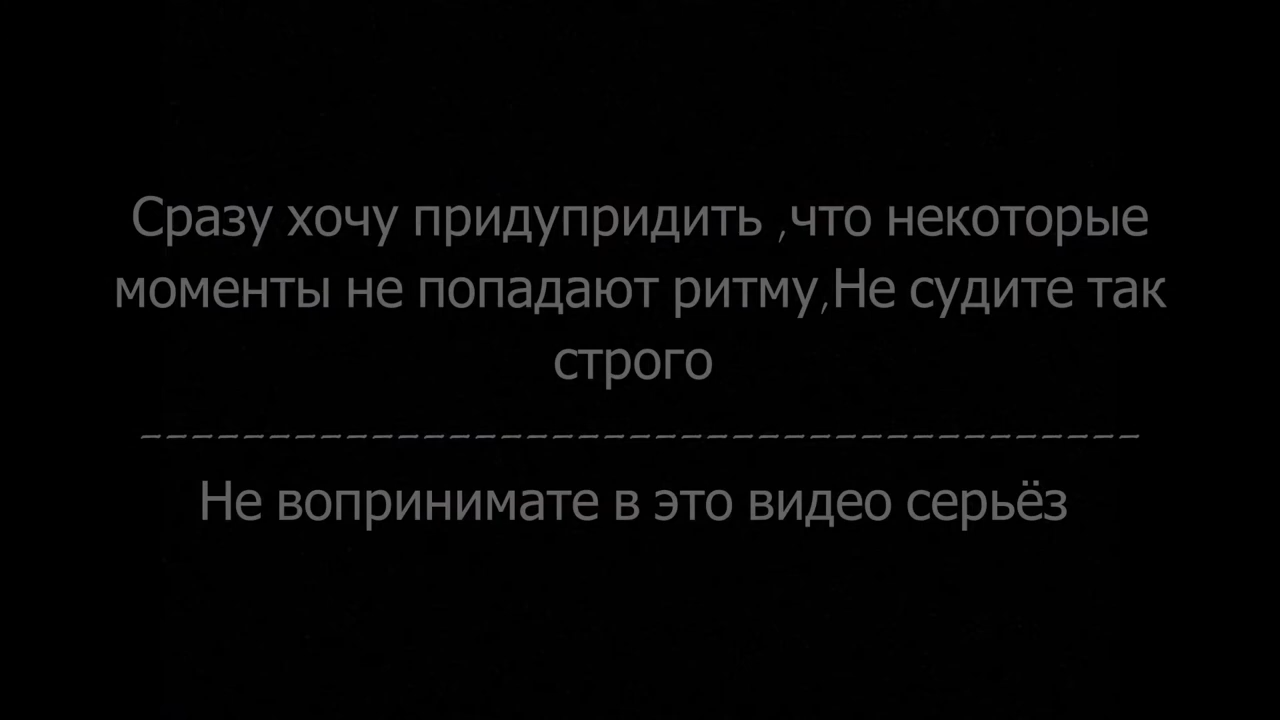 Сразу хочу придупридить ,что некоторые
моменты не попадают ритму,Не судите так
строго
---------------------------------------
Не вопринимате в это видео серьёз